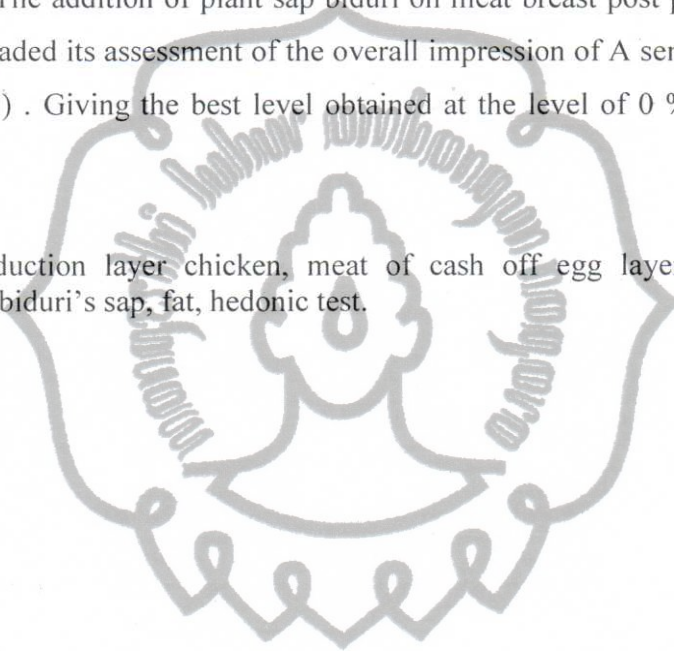 The addition of plant sap biduri on meat breast post p
aded its assessment of the overall impression of A ser
) . Giving the best level obtained at the level of 0 %
duction layer chicken, meat of cash off egg layer
biduri's sap, fat, hedonic test.